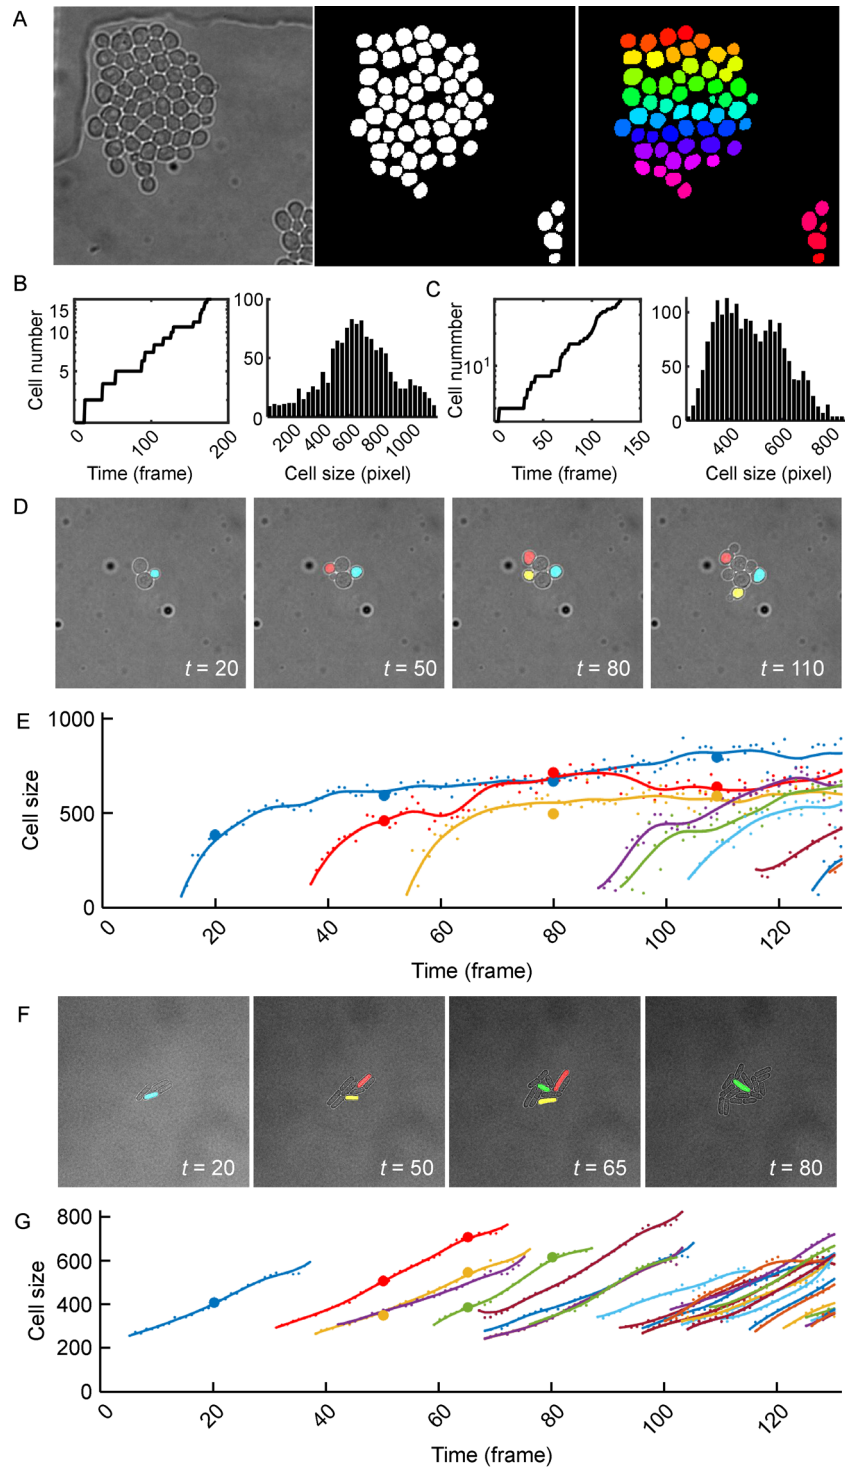 A
B
15
10
5
Cell number
100
200
Time (frame)
100
50
0
200
400
600
800
1000
Cell size (pixel)
C
10¹
Cell nummber
0
50
100
150
Time (frame)
100
50
0
400
600
800
Cell size (pixel)
D
t = 20
t = 50
t = 80
t = 110
E
1000
500
0
Cell size
0
20
40
60
80
100
120
Time (frame)
F
t = 20
t = 50
t = 65
t = 80
G
800
600
400
200
0
Cell size
0
20
40
60
80
100
120
Time (frame)